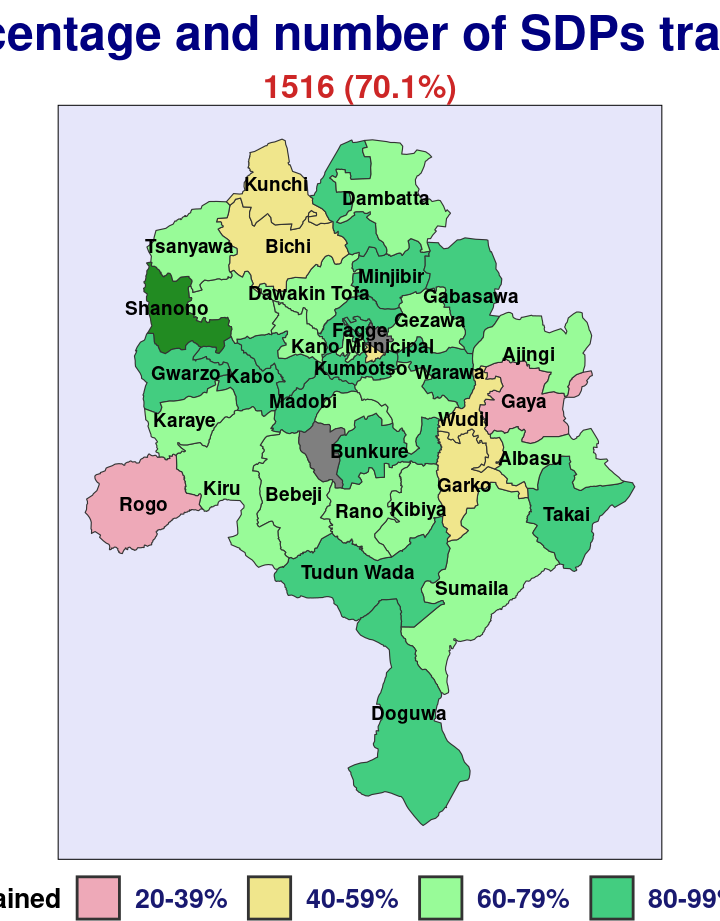 centage and number of SDPs tra
1516 (70.1%)
Kunchi
Dambatta
Tsanyawa
Bichi
Minjibir
Dawakin Tofa
Gabasawa
Shanono
Gezawa
Fagge
Kano Municipal
Ajingi
Kumbotso
Warawa
Gwarzo
Kabo
Madobi
Gaya
Karaye
Wudil
Bunkure
Albasu
Garko
Kiru
Bebeji
Rogo
Rano
Kibiya
Takai
Tudun Wada
Sumaila
Doguwa
ained 20-39% 40-59% 60-79% 80-99%